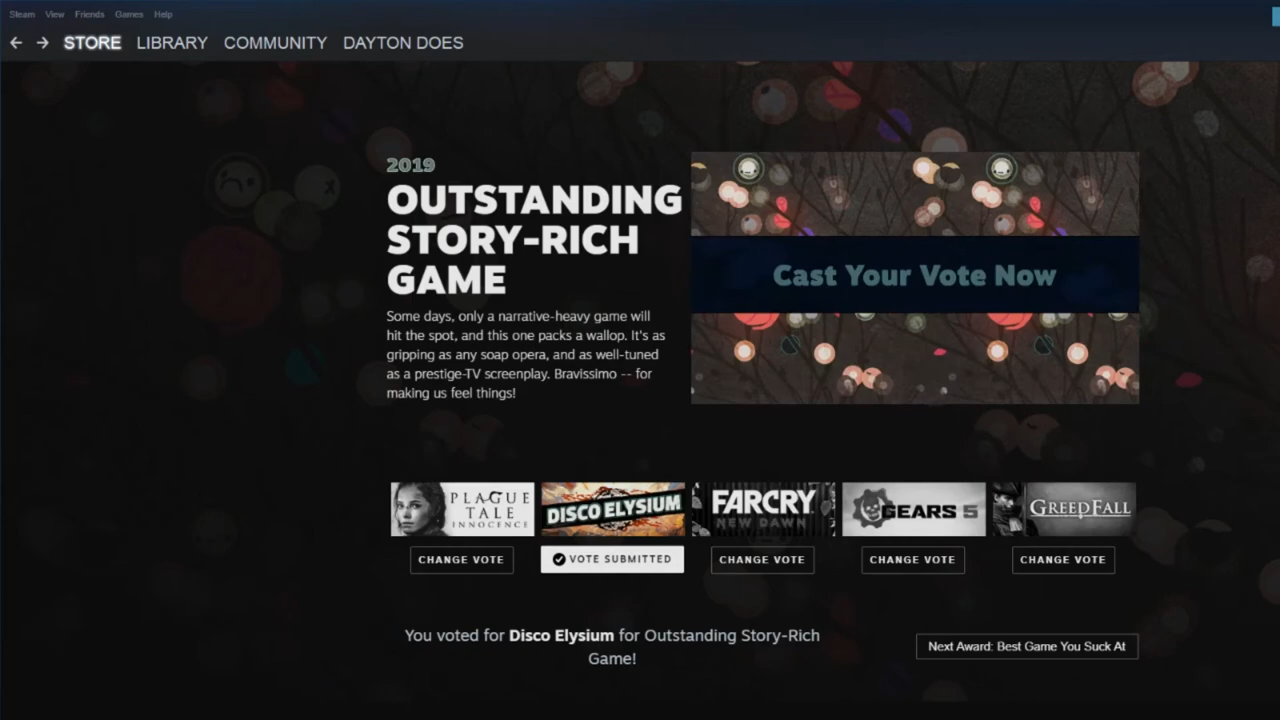 Steam View Friends Games Help
STORE LIBRARY COMMUNITY DAYTON DOES
2019
OUTSTANDING
STORY-RICH
GAME
Some days, only a narrative-heavy game will
hit the spot, and this one packs a wallop. It's as
gripping as any soap opera, and as well-tuned
as a prestige-TV screenplay. Bravissimo -- for
making us feel things!
Cast Your Vote Now
PLAGUE
TALE
INNOCENCE
DISCO ELYSIUM
FARCRY
NEW DAWN
GEARS 5
GREEDFALL
CHANGE VOTE
VOTE SUBMITTED
CHANGE VOTE
CHANGE VOTE
CHANGE VOTE
You voted for Disco Elysium for Outstanding Story-Rich
Game!
Next Award: Best Game You Suck At